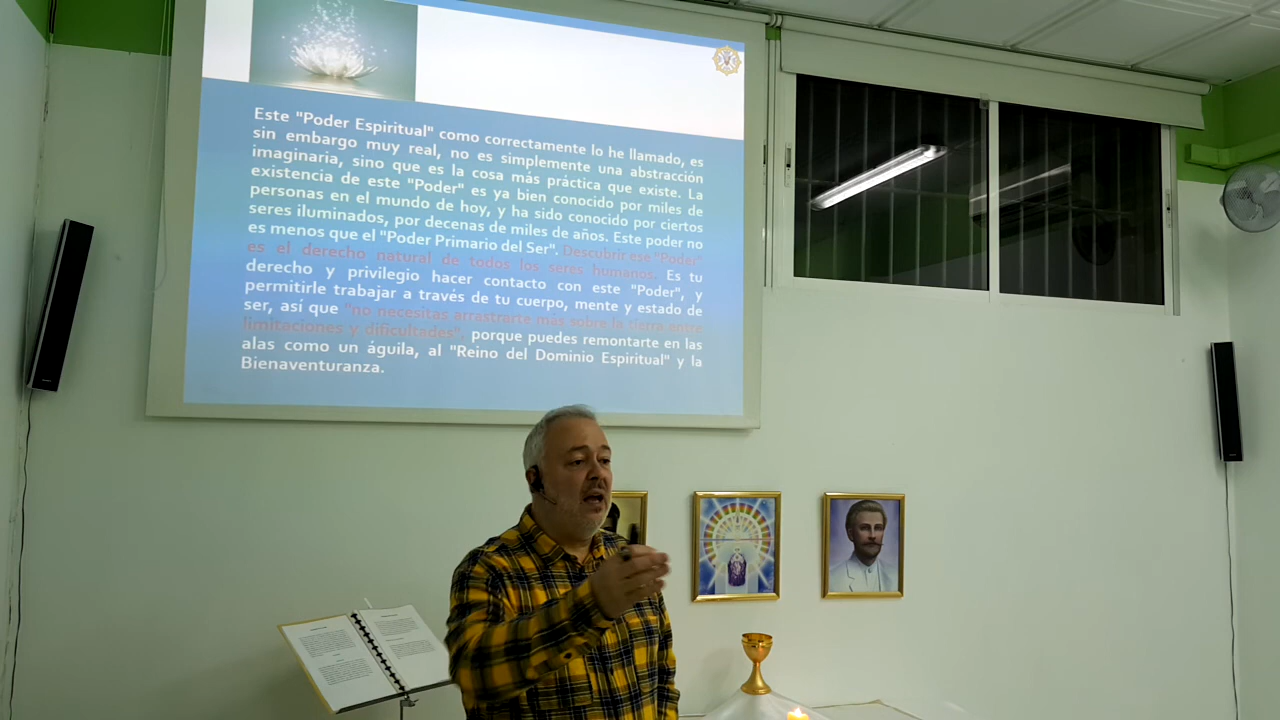 Este "Poder Espiritual" como correctamente lo he llamado, es
sin embargo muy real, no es simplemente una abstracción
imaginaria, sino que es la cosa más práctica que existe. La
existencia de este "Poder" es ya bien conocido por miles de
personas en el mundo de hoy, y ha sido conocido por ciertos
seres iluminados, por decenas de miles de años. Este poder no
es menos que el "Poder Primario del Ser". Descubrir ese "Poder"
es el derecho natural de todos los seres humanos. Es tu
derecho y privilegio hacer contacto con este "Poder", y
permitirle trabajar a través de tu cuerpo, mente y estado de
ser, así que "no necesitas arrastrarte más sobre la tierra entre
limitaciones y dificultades", porque puedes remontarte en las
alas como un águila, al "Reino del Dominio Espiritual" y la
Bienaventuranza.